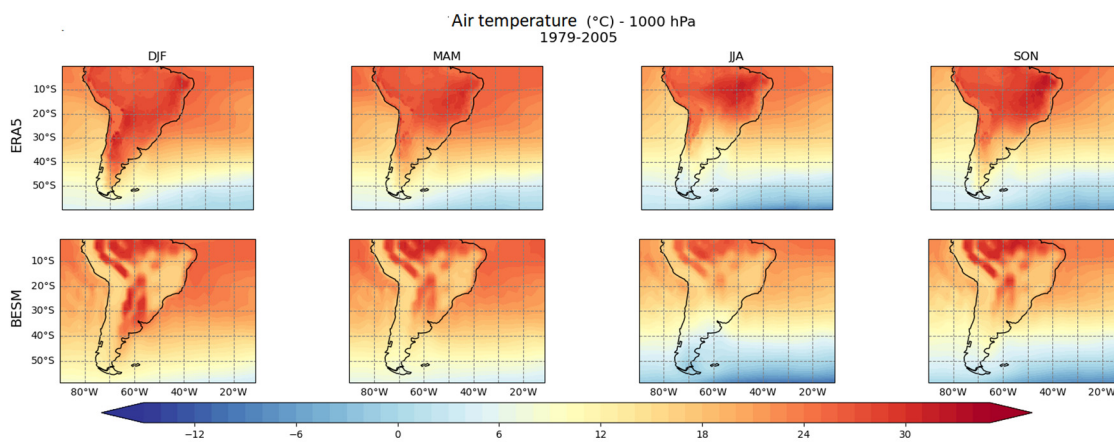 Air temperature (°C) - 1000 hPa
1979-2005
DJF MAM JJA SON
ERA5
10°S
20°S
30°S
40°S
50°S
BESM
10°S
20°S
30°S
40°S
50°S
80°W 60°W 40°W 20°W 80°W 60°W 40°W 20°W 80°W 60°W 40°W 20°W 80°W 60°W 40°W 20°W
−12 −6 0 6 12 18 24 30